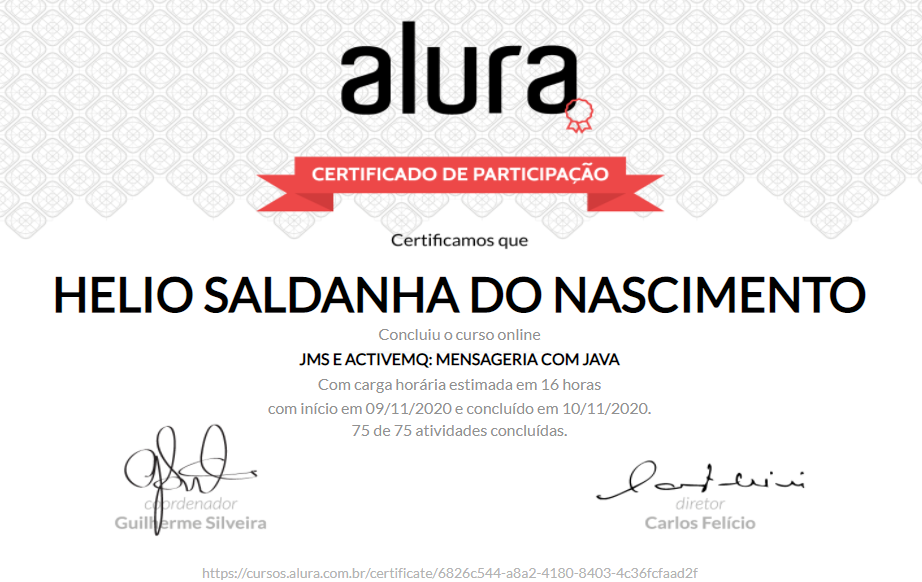 alura
CERTIFICADO DE PARTICIPAÇÃO
Certificamos que
HELIO SALDANHA DO NASCIMENTO
Concluiu o curso online
JMS E ACTIVEMQ: MENSAGERIA COM JAVA
Com carga horária estimada em 16 horas
com início em 09/11/2020 e concluído em 10/11/2020.
75 de 75 atividades concluídas.
coordenador
Guilherme Silveira
diretor
Carlos Felício
https://cursos.alura.com.br/certificate/6826c544-a8a2-4180-8403-4c36fcfaad2f